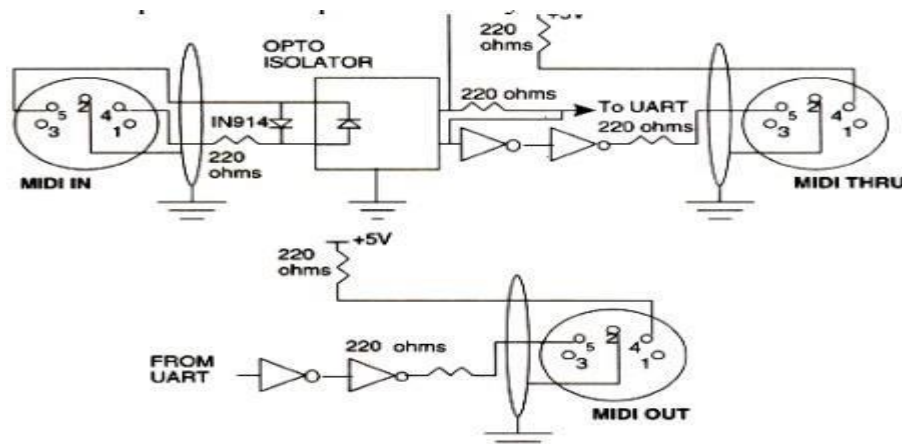 220
ohms
+5V
OPTO
ISOLATOR
220 ohms
To UART
220 ohms
IN914
220
ohms
5 2 4
3 1
MIDI IN
5 2 4
3 1
MIDI THRU
220
ohms
+5V
220 ohms
FROM
UART
5 2 4
3 1
MIDI OUT